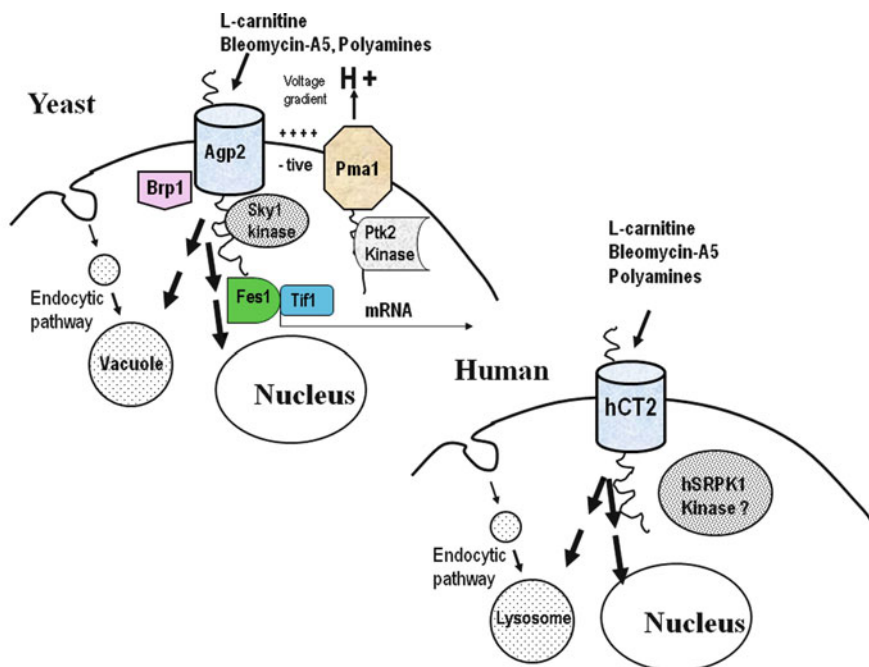 L-carnitine
Bleomycin-A5, Polyamines
Yeast
Voltage
gradient
H +
Agp2
+ + + +
- tive
Pma1
Brp1
Sky1
kinase
Ptk2
Kinase
Endocytic
pathway
Fes1
Tif1
mRNA
Vacuole
Nucleus
L-carnitine
Bleomycin-A5
Polyamines
Human
hCT2
hSRPK1
Kinase ?
Endocytic
pathway
Lysosome
Nucleus